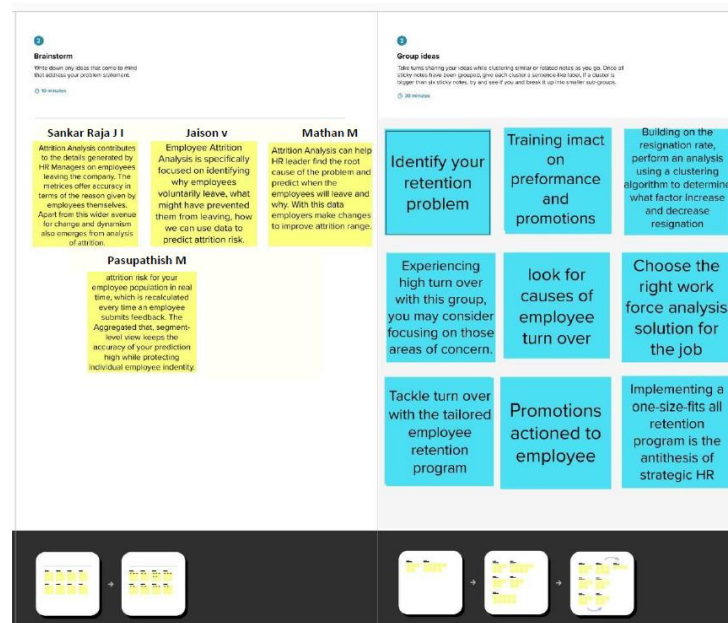 2
Brainstorm
Write down any ideas that come to mind
that address your problem statement.
10 minutes
Sankar Raja J I
Attrition Analysis contributes
to the details generated by
HR Managers on employees
leaving the company. The
metrices offer accuracy in
terms of the reason given by
employees themselves.
Apart from this wider avenue
for change and dynamism
also emerges from analysis
of attrition.
Jaison v
Employee Attrition
Analysis is specifically
focused on identifying
why employees
voluntarily leave, what
might have prevented
them from leaving, how
we can use data to
predict attrition risk.
Mathan M
Attrition Analysis can help
HR leader find the root
cause of the problem and
predict when the
employees will leave and
why. With this data
employers make changes
to improve attrition range.
Pasupathish M
attrition risk for your
employee population in real
time, which is recalculated
every time an employee
submits feedback. The
Aggregated that, segment-
level view keeps the
accuracy of your prediction
high while protecting
individual employee indentity.
3
Group ideas
Take turns sharing your ideas while clustering similar or related notes as you go. Once all
sticky notes have been grouped, give each cluster a sentence-like label. If a cluster is
bigger than six sticky notes, try and see if you and break it up into smaller sub-groups.
20 minutes
Identify your
retention
problem
Training imact
on
preformance
and
promotions
Building on the
resignation rate,
perform an analysis
using a clustering
algorithm to determine
what factor increase
and decrease
resignation
Experiencing
high turn over
with this group,
you may consider
focusing on those
areas of concern.
look for
causes of
employee
turn over
Choose the
right work
force analysis
solution for
the job
Tackle turn over
with the tailored
employee
retention
program
Promotions
actioned to
employee
Implementing a
one-size-fits all
retention
program is the
antithesis of
strategic HR